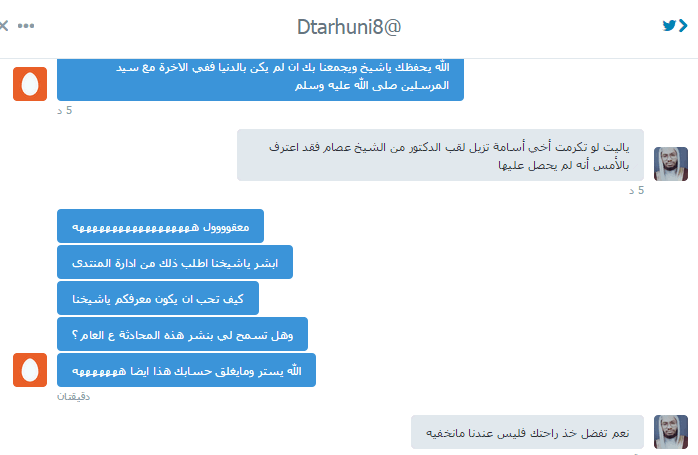 @Dtarhuni8
الله يحفظك ياشيخ ويجمعنا بك ان لم يكن بالدنيا ففي الاخرة مع سيد
المرسلين صلى الله عليه وسلم
5 د
ياليت لو تكرمت أخي أسامة تزيل لقب الدكتور من الشيخ عصام فقد اعترف
بالأمس أنه لم يحصل عليها
5 د
معقوووول هههههههههههههههههه
ابشر ياشيخنا اطلب ذلك من ادارة المنتدى
كيف تحب ان يكون معرفكم ياشيخنا
وهل تسمح لي بنشر هذه المحادثة ع العام ؟
الله يستر ومايغلق حسابك هذا ايضا هههههههه
دقيقتان
نعم تفضل خذ راحتك فليس عندنا مانخفيه